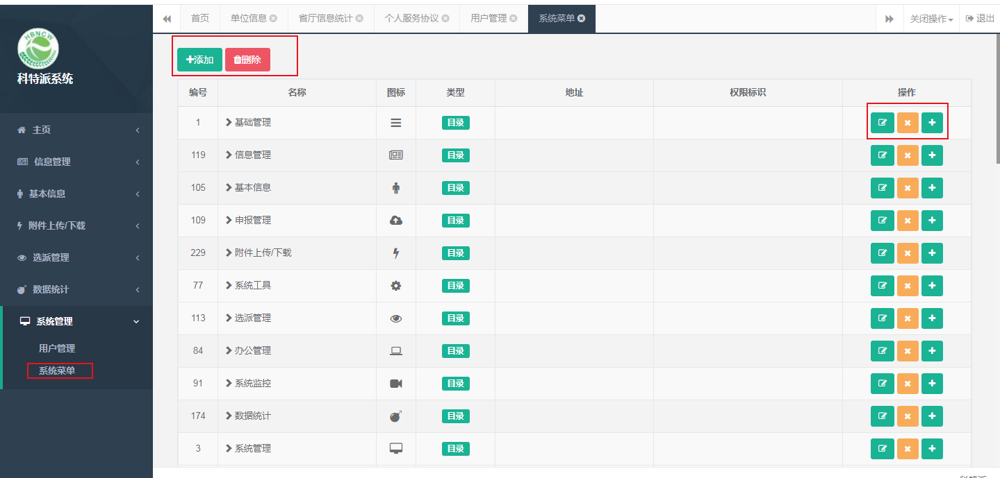 首页 单位信息 省厅信息统计 个人服务协议 用户管理 系统菜单 关闭操作 退出
HBNCW
科特派系统
主页
信息管理
基本信息
附件上传/下载
选派管理
数据统计
系统管理
用户管理
系统菜单
添加 删除
编号 名称 图标 类型 地址 权限标识 操作
1 基础管理 目录
119 信息管理 目录
105 基本信息 目录
109 申报管理 目录
229 附件上传/下载 目录
77 系统工具 目录
113 选派管理 目录
84 办公管理 目录
91 系统监控 目录
174 数据统计 目录
3 系统管理 目录